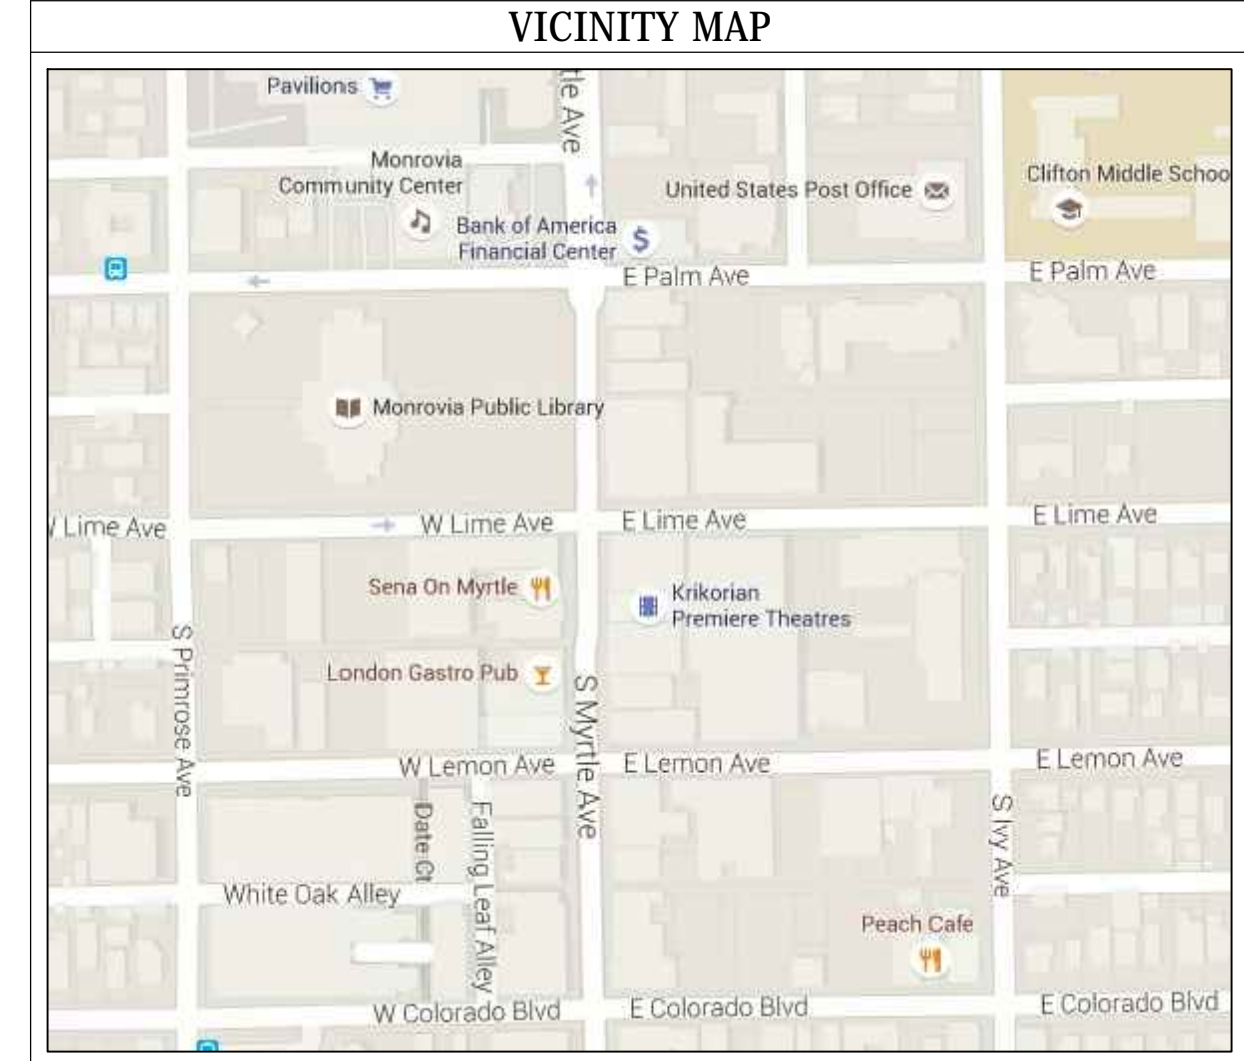 VICINITY MAP
Pavilions
tle Ave
Monrovia
Community Center
United States Post Office
Clifton Middle Schoo
Bank of America
Financial Center
$
E Palm Ave
E Palm Ave
Monrovia Public Library
Lime Ave
W Lime Ave
E Lime Ave
E Lime Ave
Sena On Myrtle
Krikorian
Premiere Theatres
S Primrose Ave
London Gastro Pub
S Myrtle Ave
W Lemon Ave
E Lemon Ave
E Lemon Ave
Date Ct
Falling Leaf Alley
S Ivy Ave
White Oak Alley
Peach Cafe
W Colorado Blvd
E Colorado Blvd
E Colorado Blvd